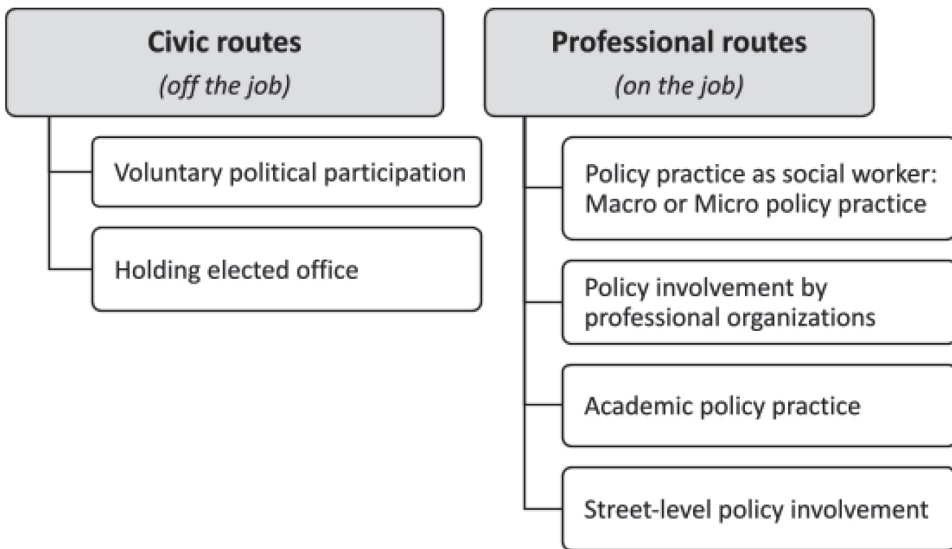 Civic routes
(off the job)
Voluntary political participation
Holding elected office
Professional routes
(on the job)
Policy practice as social worker:
Macro or Micro policy practice
Policy involvement by
professional organizations
Academic policy practice
Street-level policy involvement